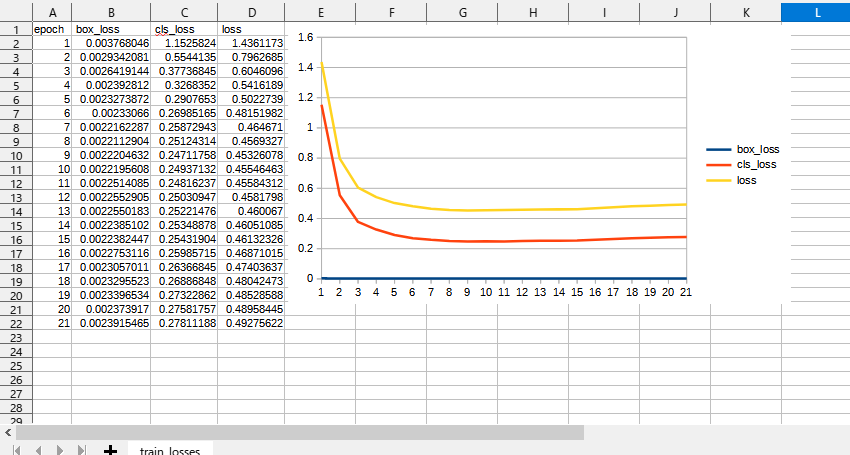 A B C D E F G H I J K L
1 epoch box_loss cls_loss loss
2 1 0.003768046 1.1525824 1.4361173
3 2 0.0029342081 0.5544135 0.7962685
4 3 0.0026419144 0.37736845 0.6046096
5 4 0.002392812 0.3268352 0.5416189
6 5 0.0023273872 0.2907653 0.5022739
7 6 0.00233066 0.26985165 0.48151982
8 7 0.0022162287 0.25872943 0.464671
9 8 0.0022112904 0.25124314 0.4569327
10 9 0.0022204632 0.24711758 0.45326078
11 10 0.0022195608 0.24937132 0.45546463
12 11 0.0022514085 0.24816237 0.45584312
13 12 0.0022552905 0.25030947 0.4581798
14 13 0.0022550183 0.25221476 0.460067
15 14 0.0022385102 0.25348878 0.46051085
16 15 0.0022382447 0.25431904 0.46132326
17 16 0.0022753116 0.25985715 0.46871015
18 17 0.0023057011 0.26366845 0.47403637
19 18 0.0023295523 0.26886848 0.48042473
20 19 0.0023396534 0.27322862 0.48528588
21 20 0.002373917 0.27581757 0.48958445
22 21 0.0023915465 0.27811188 0.49275622
23
24
25
26
27
28
29
1.6
1.4
1.2
1
0.8
0.6
0.4
0.2
0
1 2 3 4 5 6 7 8 9 10 11 12 13 14 15 16 17 18 19 20 21
box_loss
cls_loss
loss
train_losses